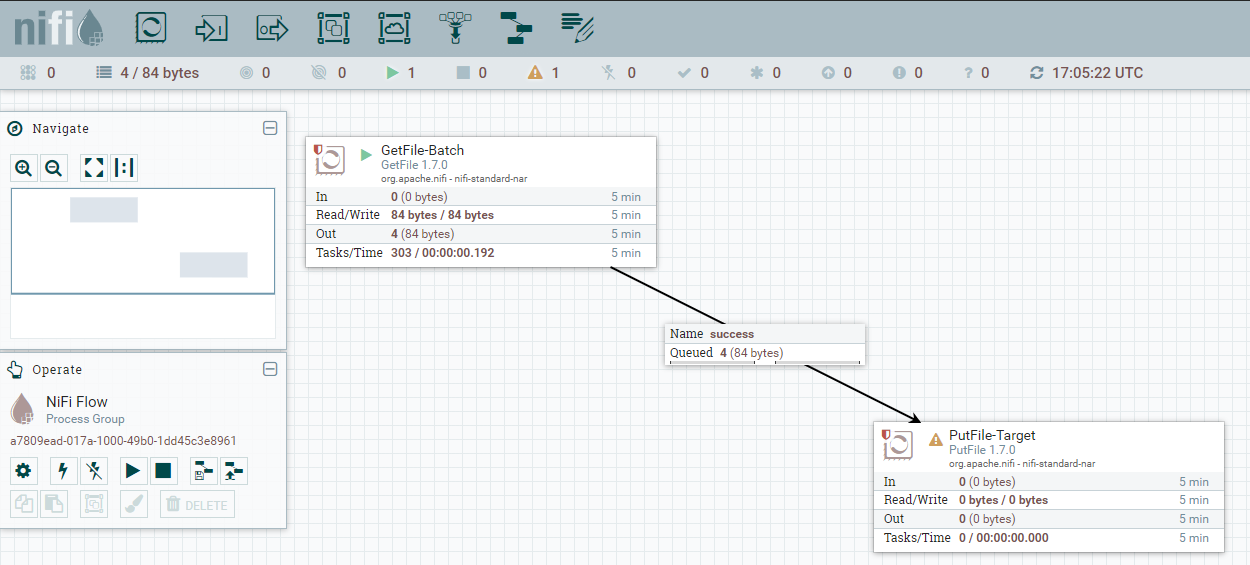 nifi
0 4 / 84 bytes 0 0 1 0 1 0 0 0 0 0 ? 0 17:05:22 UTC
Navigate
GetFile-Batch
GetFile 1.7.0
org.apache.nifi - nifi-standard-nar
In 0 (0 bytes) 5 min
Read/Write 84 bytes / 84 bytes 5 min
Out 4 (84 bytes) 5 min
Tasks/Time 303 / 00:00:00.192 5 min
Name success
Queued 4 (84 bytes)
Operate
NiFi Flow
Process Group
a7809ead-017a-1000-49b0-1dd45c3e8961
DELETE
PutFile-Target
PutFile 1.7.0
org.apache.nifi - nifi-standard-nar
In 0 (0 bytes) 5 min
Read/Write 0 bytes / 0 bytes 5 min
Out 0 (0 bytes) 5 min
Tasks/Time 0 / 00:00:00.000 5 min